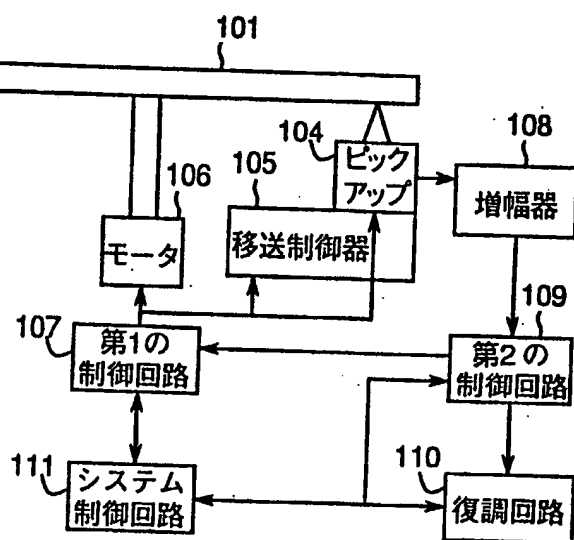 101
104
ピック
アップ
108
増幅器
105
106
移送制御器
モータ
109
107
第1の
制御回路
第2の
制御回路
111
システム
制御回路
110
復調回路